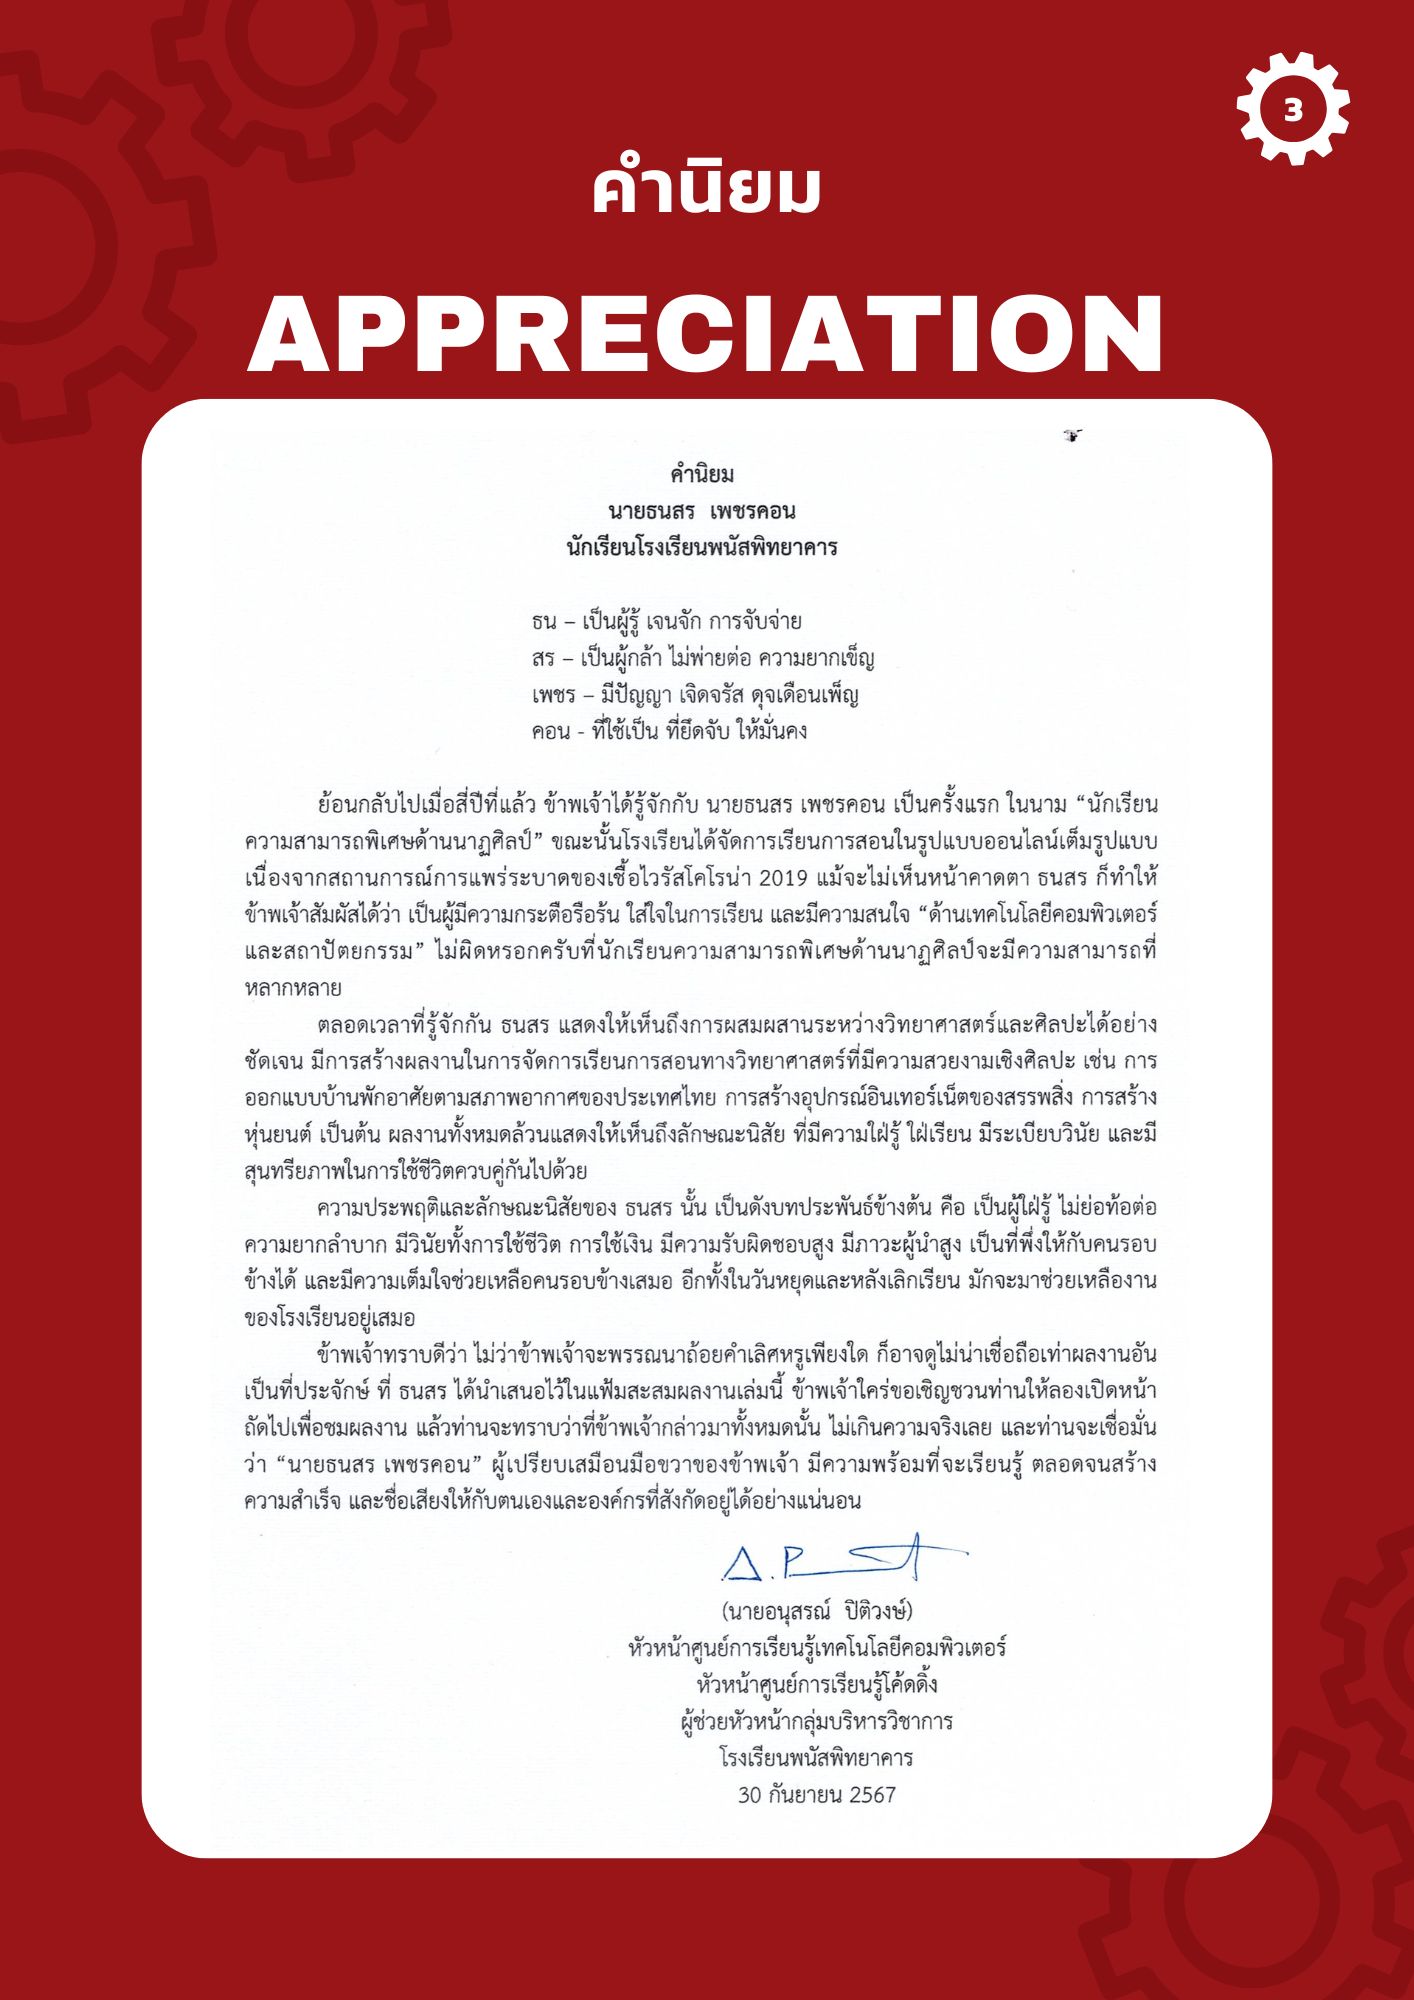 3
คำนิยม
APPRECIATION
คำนิยม
นายธนสร เพชรคอน
นักเรียนโรงเรียนพนัสพิทยาคาร
ธน – เป็นผู้รู้ เจนจัก การจับจ่าย
สร – เป็นผู้กล้า ไม่พ่ายต่อ ความยากเข็ญ
เพชร – มีปัญญา เจิดจรัส ดุจเดือนเพ็ญ
คอน - ที่ใช้เป็น ที่ยึดจับ ให้มั่นคง
ย้อนกลับไปเมื่อสี่ปีที่แล้ว ข้าพเจ้าได้รู้จักกับ นายธนสร เพชรคอน เป็นครั้งแรก ในนาม “นักเรียน
ความสามารถพิเศษด้านนาฏศิลป์” ขณะนั้นโรงเรียนได้จัดการเรียนการสอนในรูปแบบออนไลน์เต็มรูปแบบ
เนื่องจากสถานการณ์การแพร่ระบาดของเชื้อไวรัสโคโรน่า 2019 แม้จะไม่เห็นหน้าคาดตา ธนสร ก็ทำให้
ข้าพเจ้าสัมผัสได้ว่า เป็นผู้มีความกระตือรือร้น ใส่ใจในการเรียน และมีความสนใจ “ด้านเทคโนโลยีคอมพิวเตอร์
และสถาปัตยกรรม” ไม่ผิดหรอกครับที่นักเรียนความสามารถพิเศษด้านนาฏศิลป์จะมีความสามารถที่
หลากหลาย
ตลอดเวลาที่รู้จักกัน ธนสร แสดงให้เห็นถึงการผสมผสานระหว่างวิทยาศาสตร์และศิลปะได้อย่าง
ชัดเจน มีการสร้างผลงานในการจัดการเรียนการสอนทางวิทยาศาสตร์ที่มีความสวยงามเชิงศิลปะ เช่น การ
ออกแบบบ้านพักอาศัยตามสภาพอากาศของประเทศไทย การสร้างอุปกรณ์อินเทอร์เน็ตของสรรพสิ่ง การสร้าง
หุ่นยนต์ เป็นต้น ผลงานทั้งหมดล้วนแสดงให้เห็นถึงลักษณะนิสัย ที่มีความใฝ่รู้ ใฝ่เรียน มีระเบียบวินัย และมี
สุนทรียภาพในการใช้ชีวิตควบคู่กันไปด้วย
ความประพฤติและลักษณะนิสัยของ ธนสร นั้น เป็นดังบทประพันธ์ข้างต้น คือ เป็นผู้ใฝ่รู้ ไม่ย่อท้อต่อ
ความยากลำบาก มีวินัยทั้งการใช้ชีวิต การใช้เงิน มีความรับผิดชอบสูง มีภาวะผู้นำสูง เป็นที่พึ่งให้กับคนรอบ
ข้างได้ และมีความเต็มใจช่วยเหลือคนรอบข้างเสมอ อีกทั้งในวันหยุดและหลังเลิกเรียน มักจะมาช่วยเหลืองาน
ของโรงเรียนอยู่เสมอ
ข้าพเจ้าทราบดีว่า ไม่ว่าข้าพเจ้าจะพรรณนาถ้อยคำเลิศหรูเพียงใด ก็อาจดูไม่น่าเชื่อถือเท่าผลงานอัน
เป็นที่ประจักษ์ ที่ ธนสร ได้นำเสนอไว้ในแฟ้มสะสมผลงานเล่มนี้ ข้าพเจ้าใคร่ขอเชิญชวนท่านให้ลองเปิดหน้า
ถัดไปเพื่อชมผลงาน แล้วท่านจะทราบว่าที่ข้าพเจ้ากล่าวมาทั้งหมดนั้น ไม่เกินความจริงเลย และท่านจะเชื่อมั่น
ว่า “นายธนสร เพชรคอน” ผู้เปรียบเสมือนมือขวาของข้าพเจ้า มีความพร้อมที่จะเรียนรู้ ตลอดจนสร้าง
ความสำเร็จ และชื่อเสียงให้กับตนเองและองค์กรที่สังกัดอยู่ได้อย่างแน่นอน
(นายอนุสรณ์ ปิติวงษ์)
หัวหน้าศูนย์การเรียนรู้เทคโนโลยีคอมพิวเตอร์
หัวหน้าศูนย์การเรียนรู้โค้ดดิ้ง
ผู้ช่วยหัวหน้ากลุ่มบริหารวิชาการ
โรงเรียนพนัสพิทยาคาร
30 กันยายน 2567